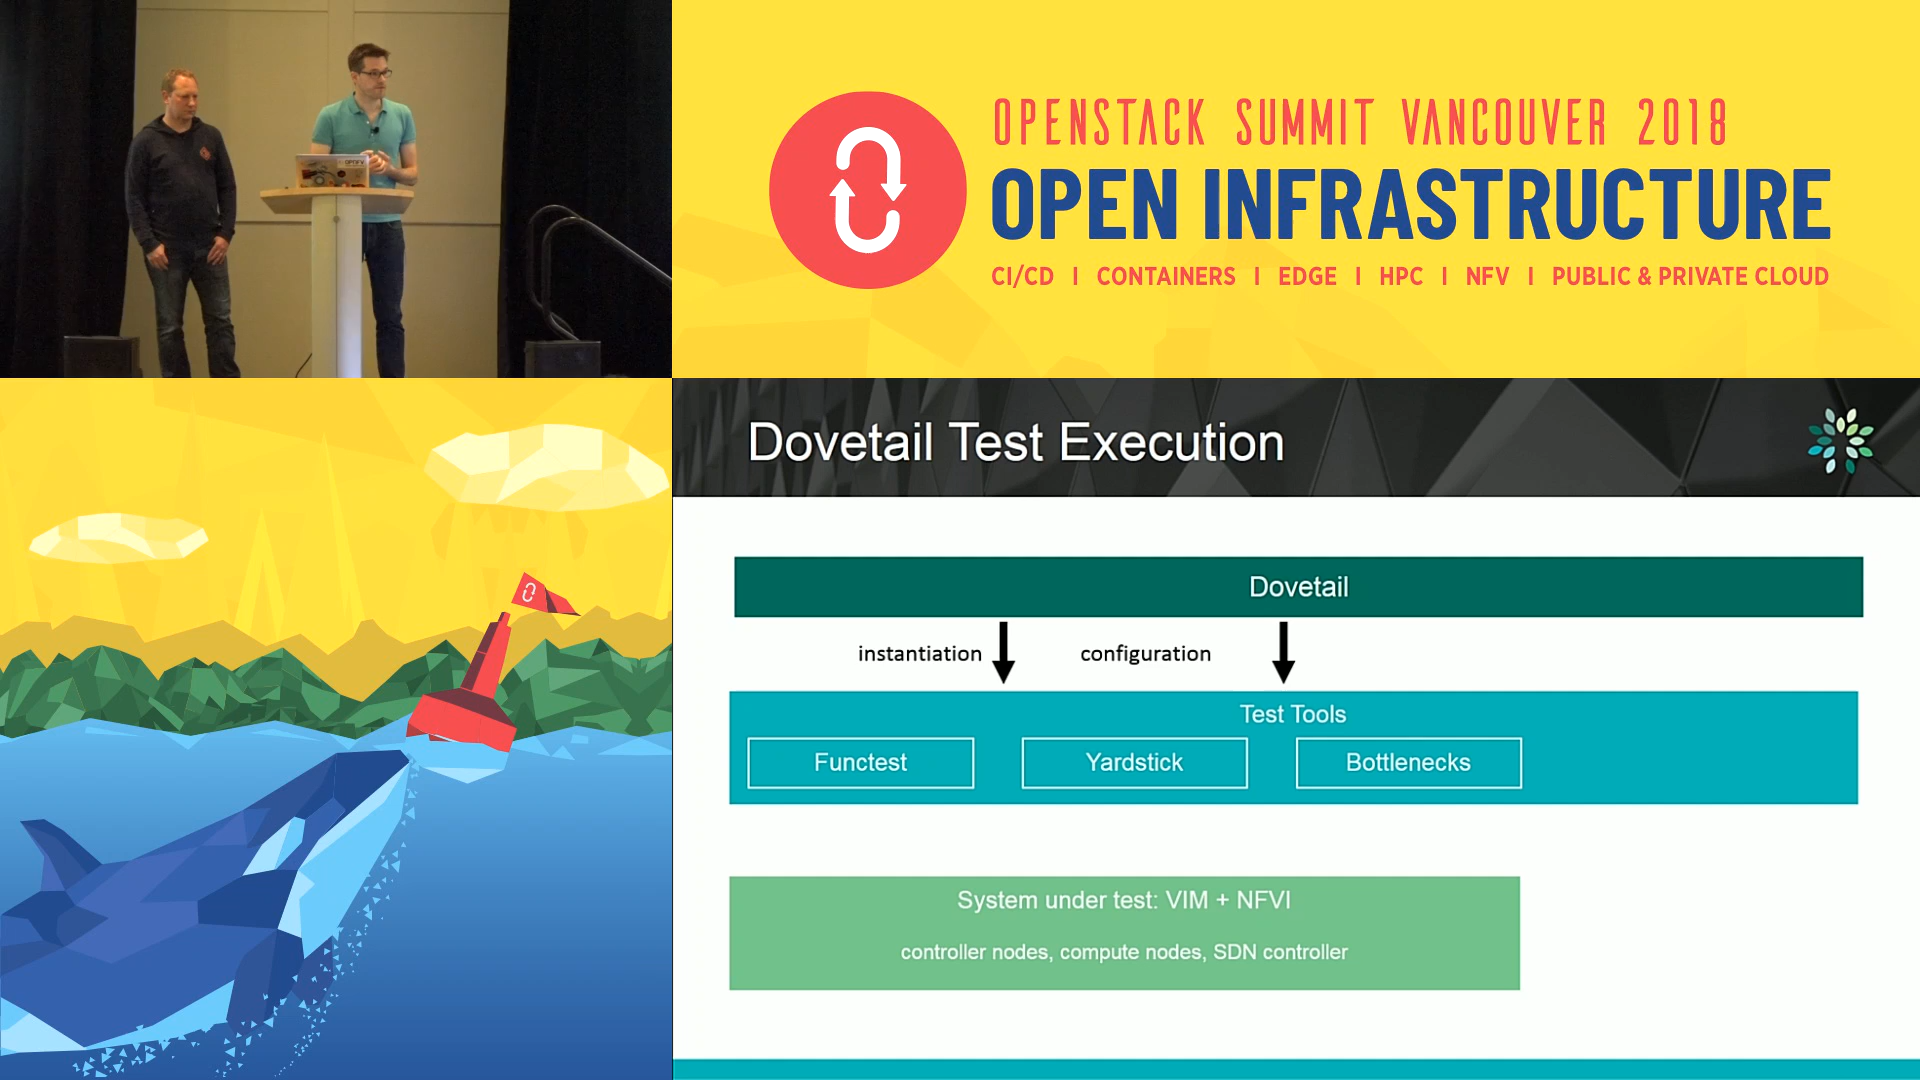 OPENSTACK SUMMIT VANCOUVER 2018
OPEN INFRASTRUCTURE
CI/CD | CONTAINERS | EDGE | HPC | NFV | PUBLIC & PRIVATE CLOUD
Dovetail Test Execution
Dovetail
instantiation configuration
Test Tools
Functest Yardstick Bottlenecks
System under test: VIM + NFVI
controller nodes, compute nodes, SDN controller